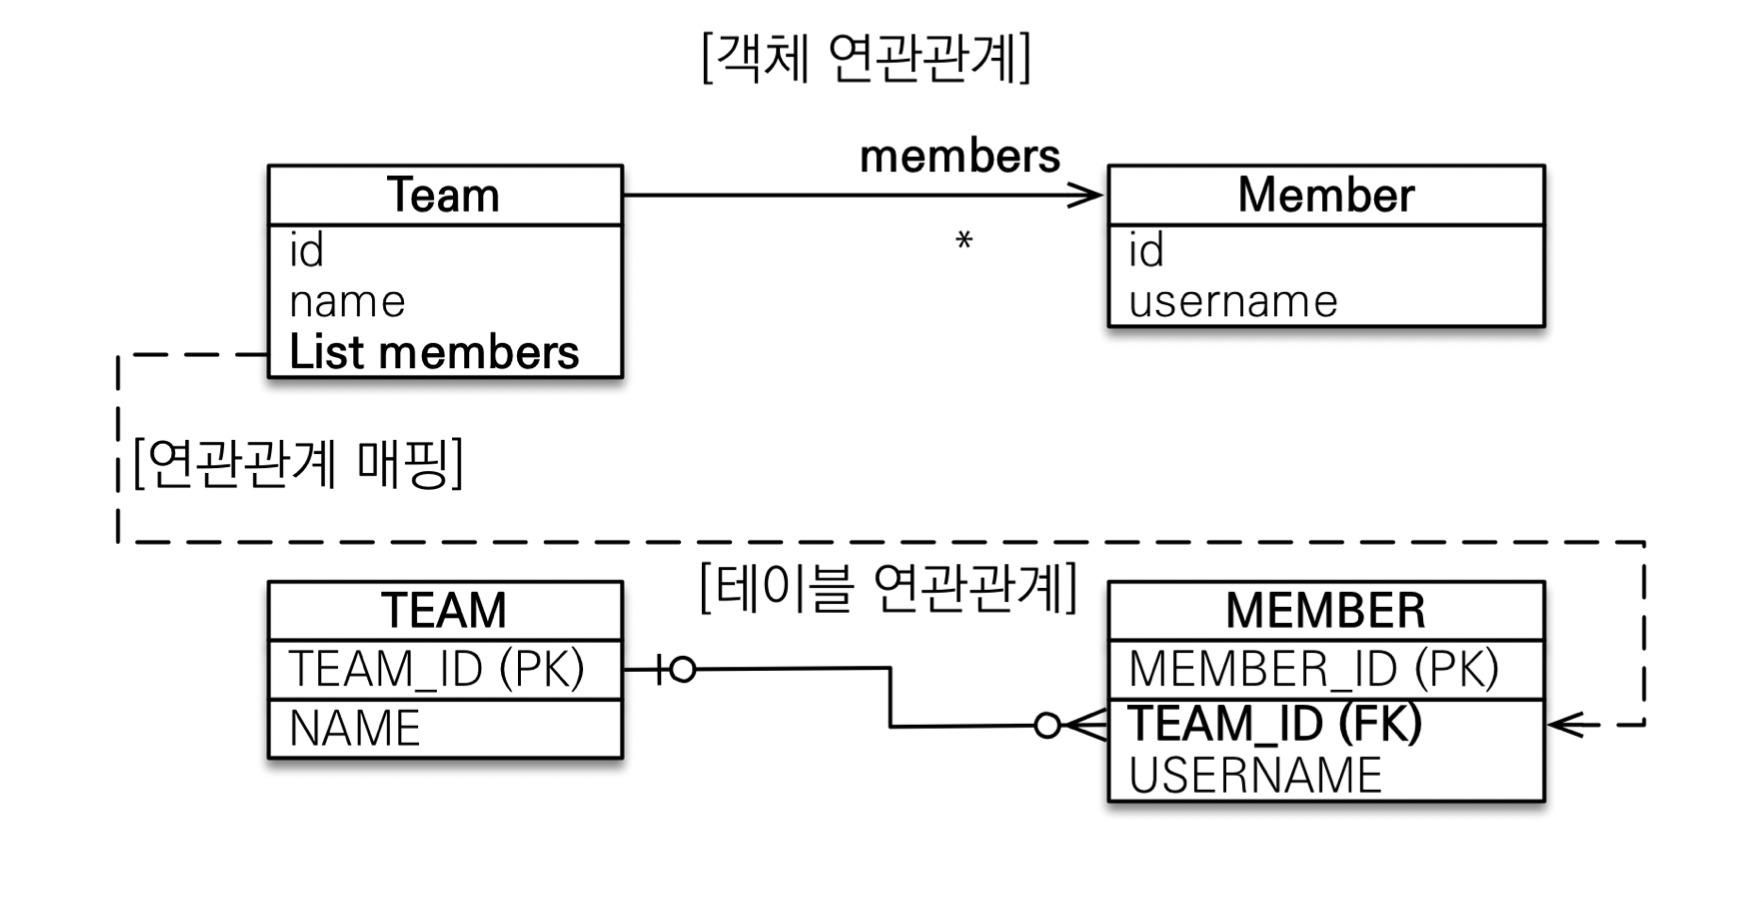 [객체 연관관계]
members
Team
Member
*
id
name
List members
id
username
[연관관계 매핑]
[테이블 연관관계]
TEAM
TEAM_ID (PK)
NAME
MEMBER
MEMBER_ID (PK)
TEAM_ID (FK)
USERNAME